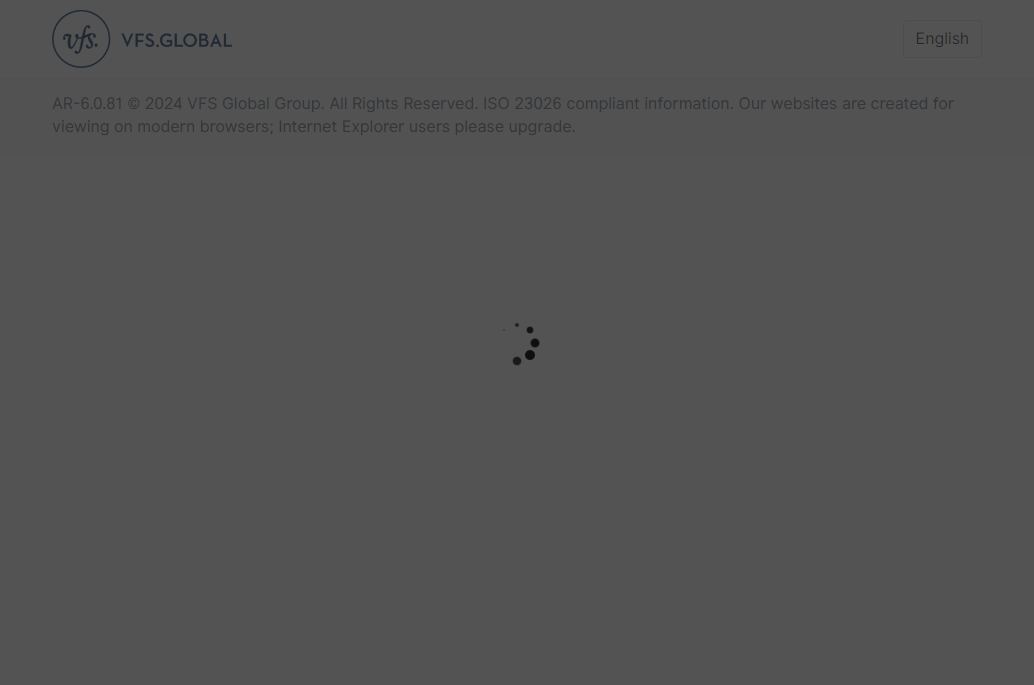 vfs.
VFS.GLOBAL
English
AR-6.0.81 © 2024 VFS Global Group. All Rights Reserved. ISO 23026 compliant information. Our websites are created for
viewing on modern browsers; Internet Explorer users please upgrade.